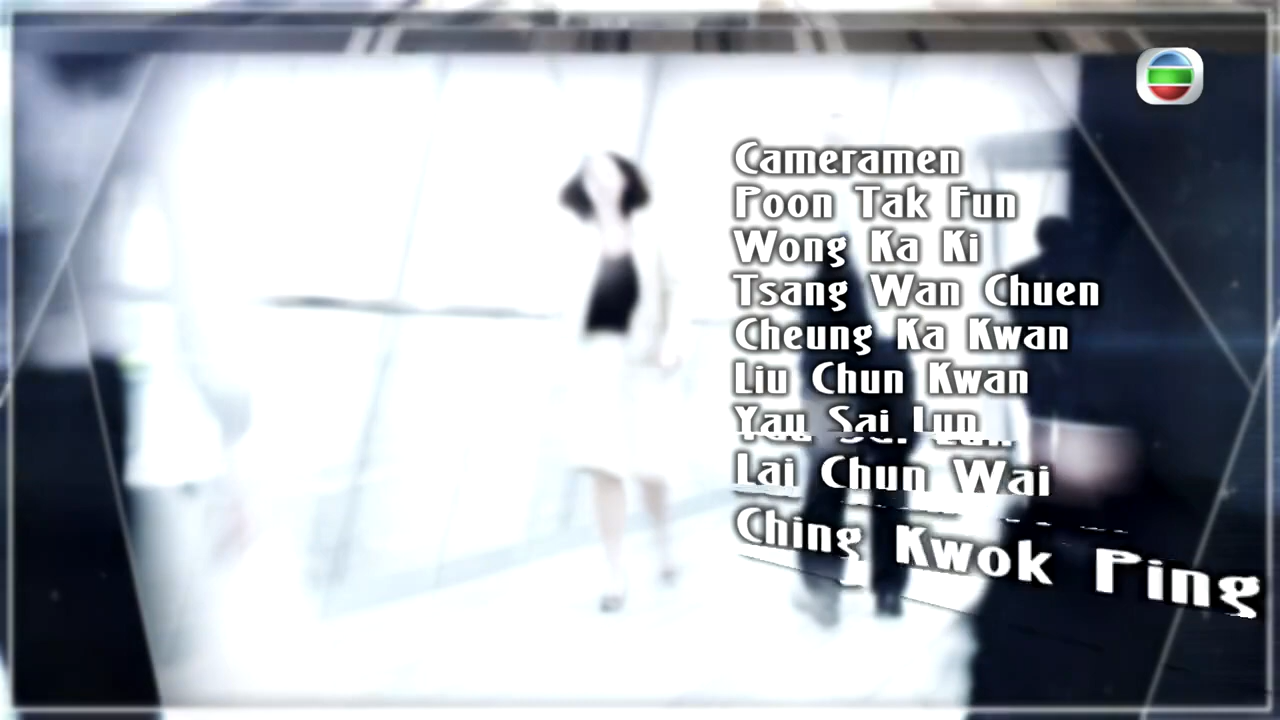 Cameramen
Poon Tak Fun
Wong Ka Ki
Tsang Wan Chuen
Cheung Ka Kwan
Liu Chun Kwan
Yau Sai Lun
Lai Chun Wai
Ching Kwok Ping